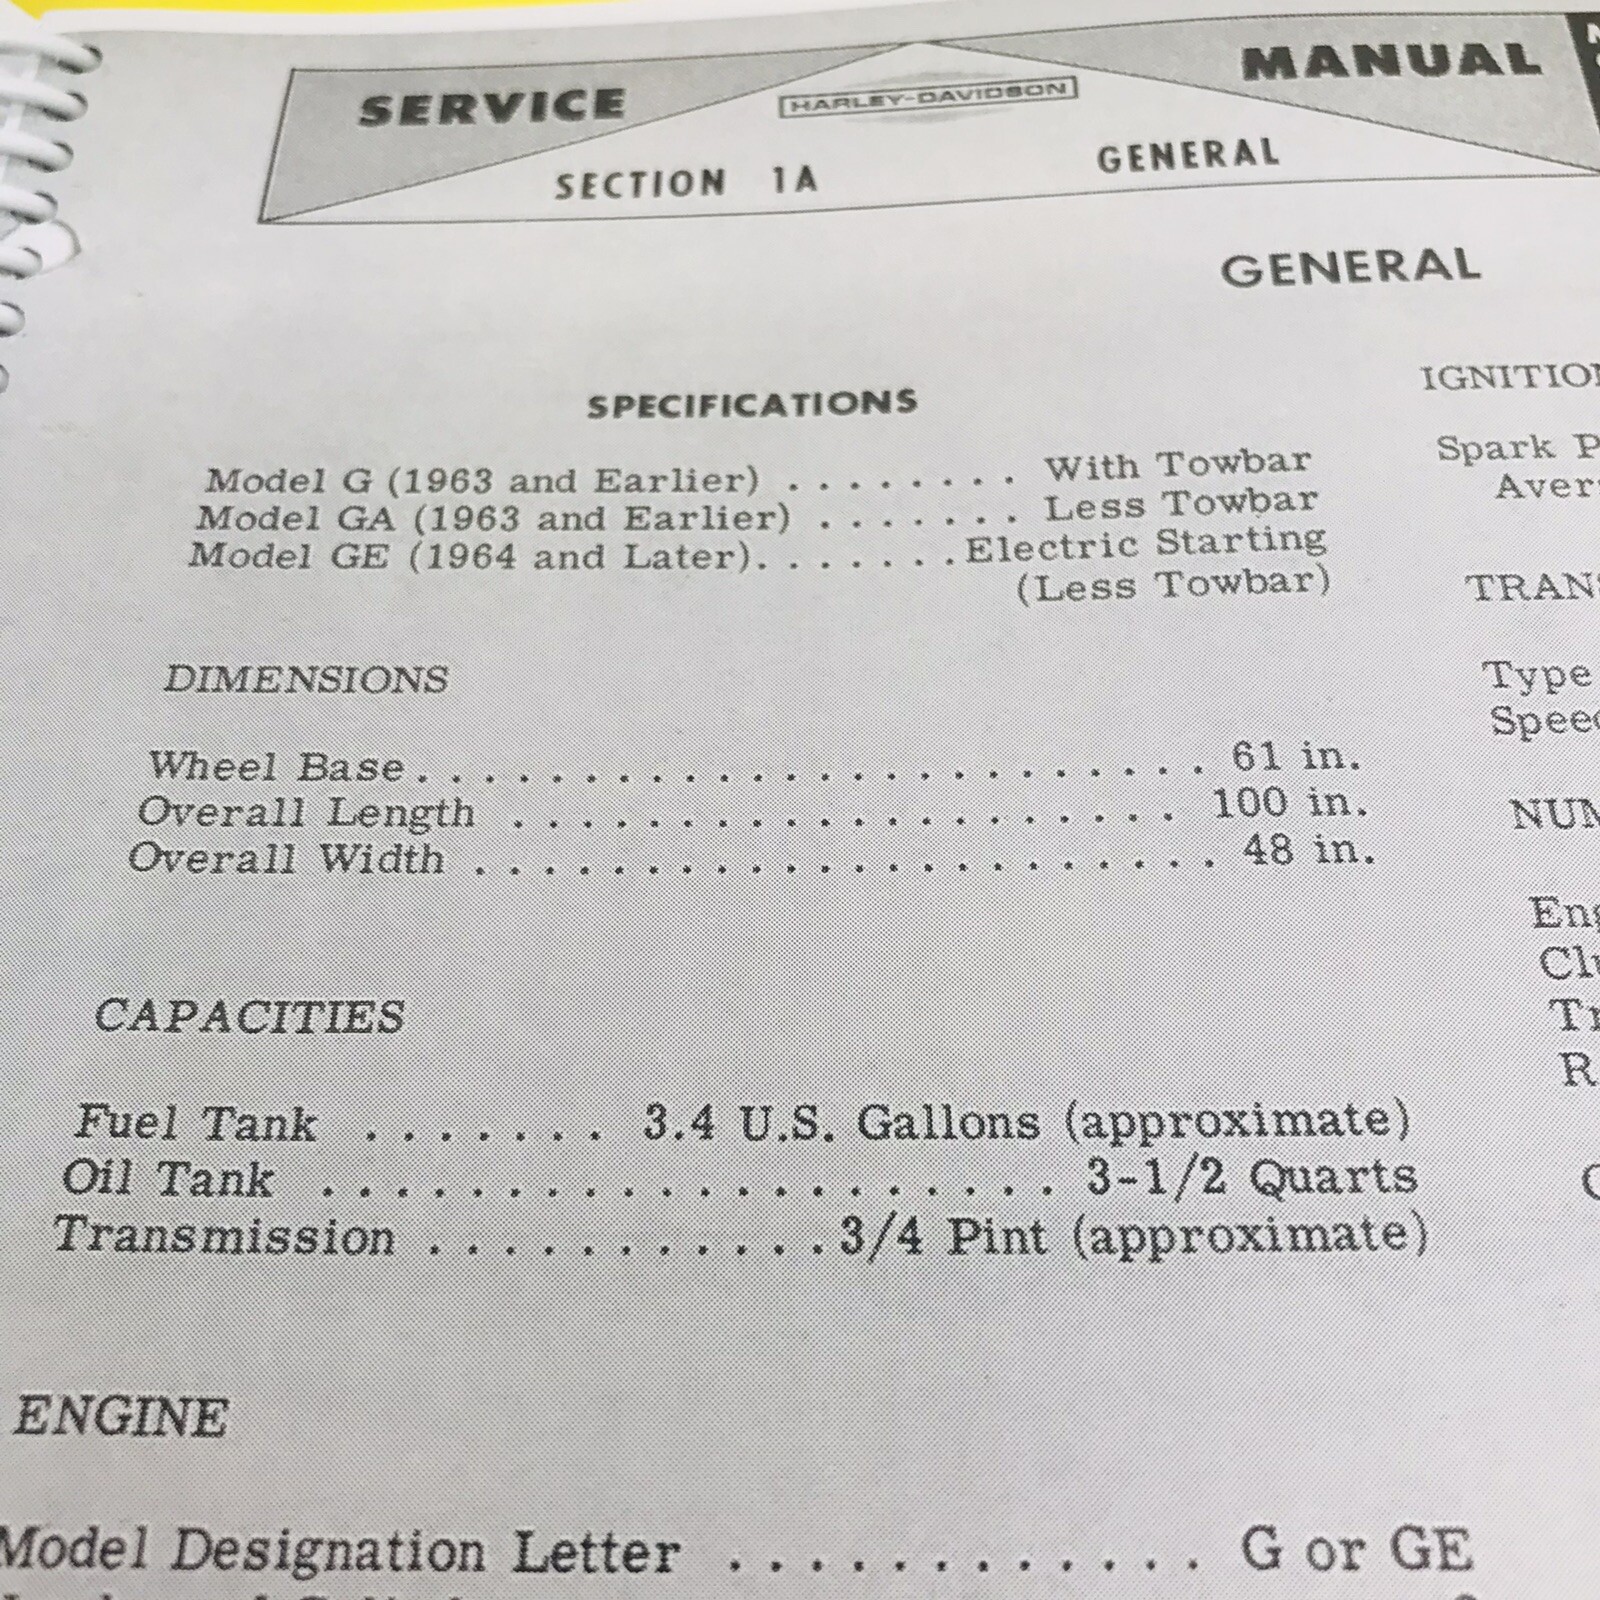 SERVICE
MANUAL
HARLEY-DAVIDSON
SECTION 1A
GENERAL
GENERAL
SPECIFICATIONS
Model G (1963 and Earlier) . . . . . . . . With Towbar
Model GA (1963 and Earlier) . . . . . . . Less Towbar
Model GE (1964 and Later). . . . . . . Electric Starting
(Less Towbar)
DIMENSIONS
Wheel Base. . . . . . . . . . . . . . . . . . . . . . . . 61 in.
Overall Length . . . . . . . . . . . . . . . . . . . . 100 in.
Overall Width . . . . . . . . . . . . . . . . . . . . . . 48 in.
CAPACITIES
Fuel Tank . . . . . . . 3.4 U.S. Gallons (approximate)
Oil Tank . . . . . . . . . . . . . . . . . . . . 3-1/2 Quarts
Transmission . . . . . . . . . . . 3/4 Pint (approximate)
ENGINE
Model Designation Letter . . . . . . . . . . . . G or GE
Spark
Type